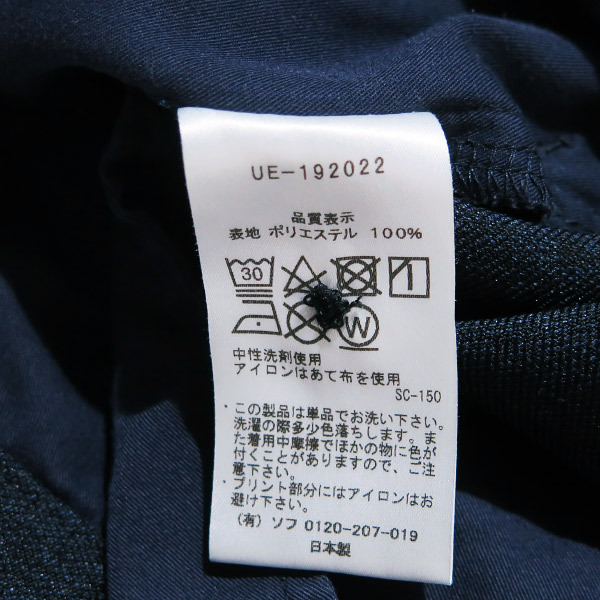 UE-192022
品質表示
表地 ポリエステル 100%
30
W
中性洗剤使用
アイロンはあて布を使用
SC-150
・この製品は単品でお洗い下さい。
洗濯の際多少色落ちします。ま
た着用中摩擦でほかの物に色が
付くことがありますので、ご注
意下さい。
・プリント部分にはアイロンはお
避け下さい。
(有) ソフ 0120-207-019
日本製